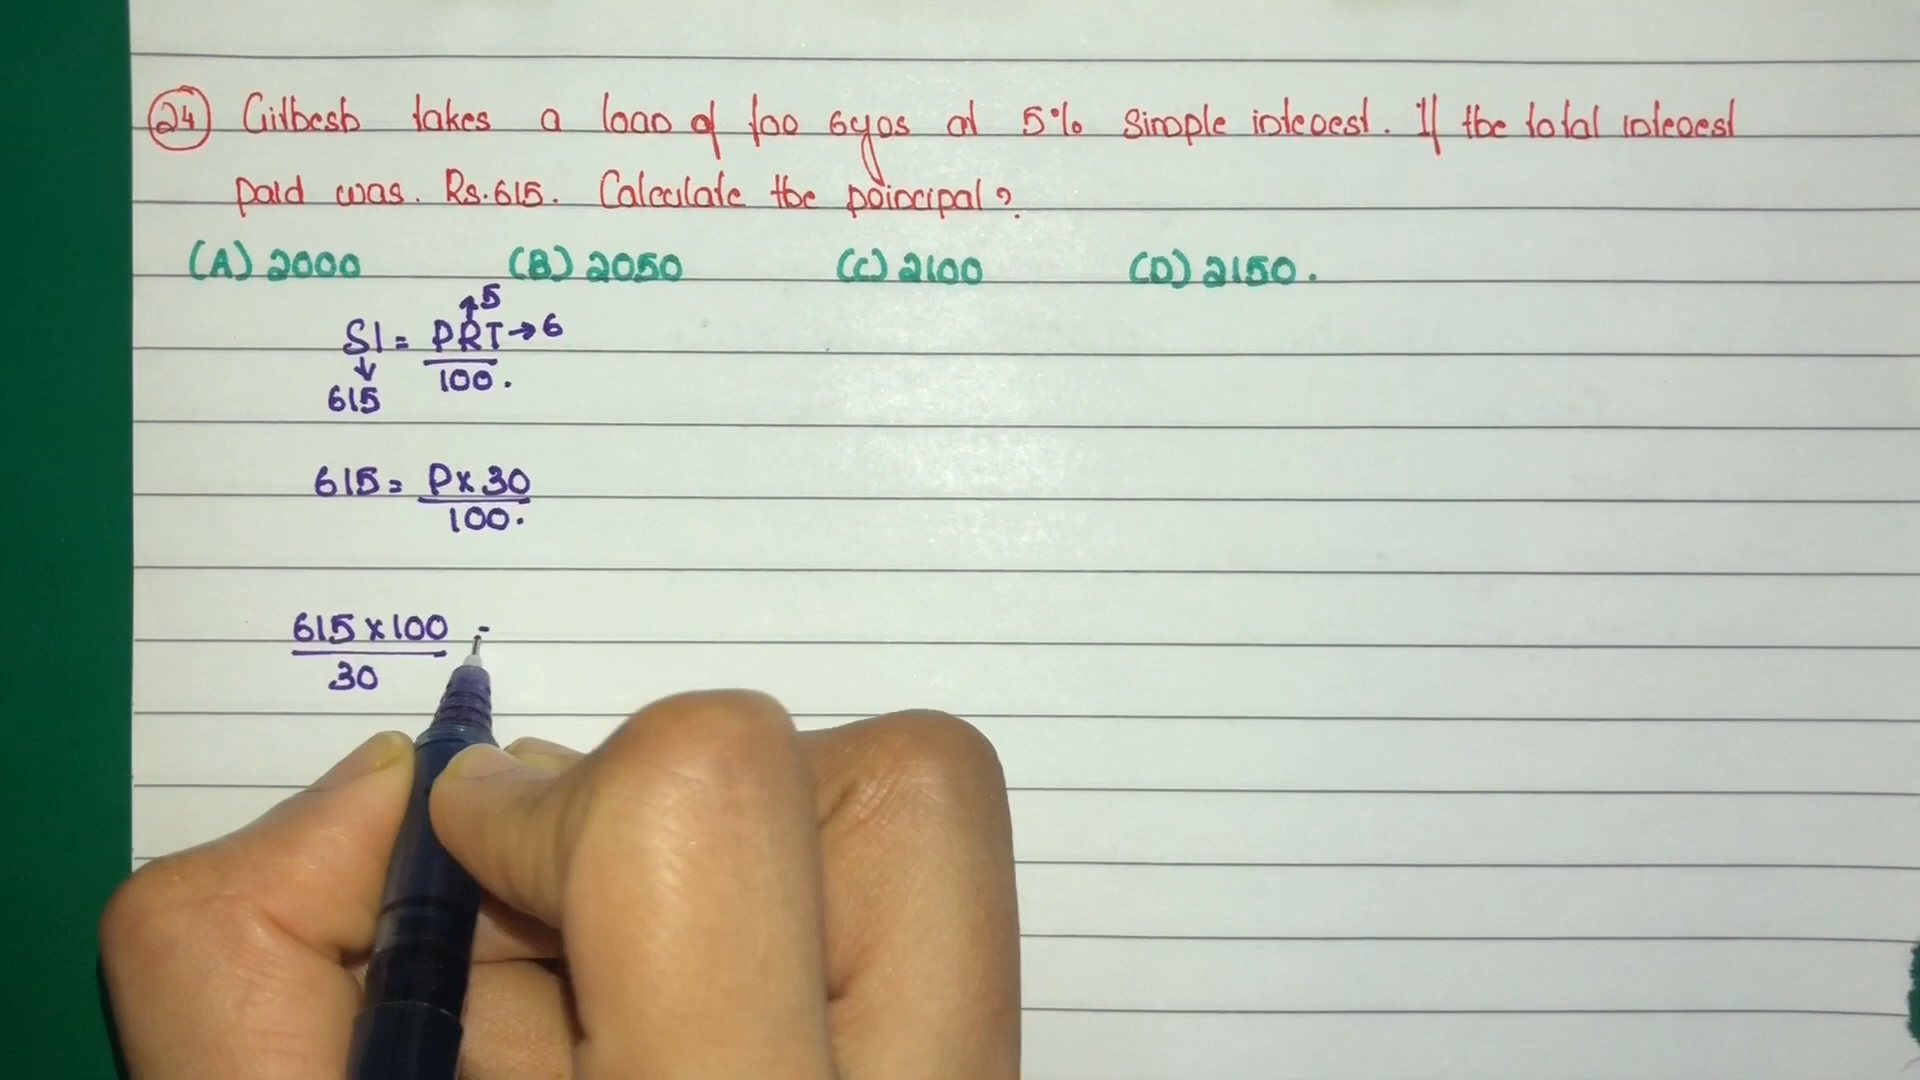 24 Githesh takes a loan of for 6yrs at 5% simple interest. If the total interest
paid was. Rs.615. Calculate the principal?
(A) 2000 (B) 2050 (C) 2100 (D) 2150.
5
SI = PRT → 6
615 100.
615 = P x 30
100.
615 x 100
30